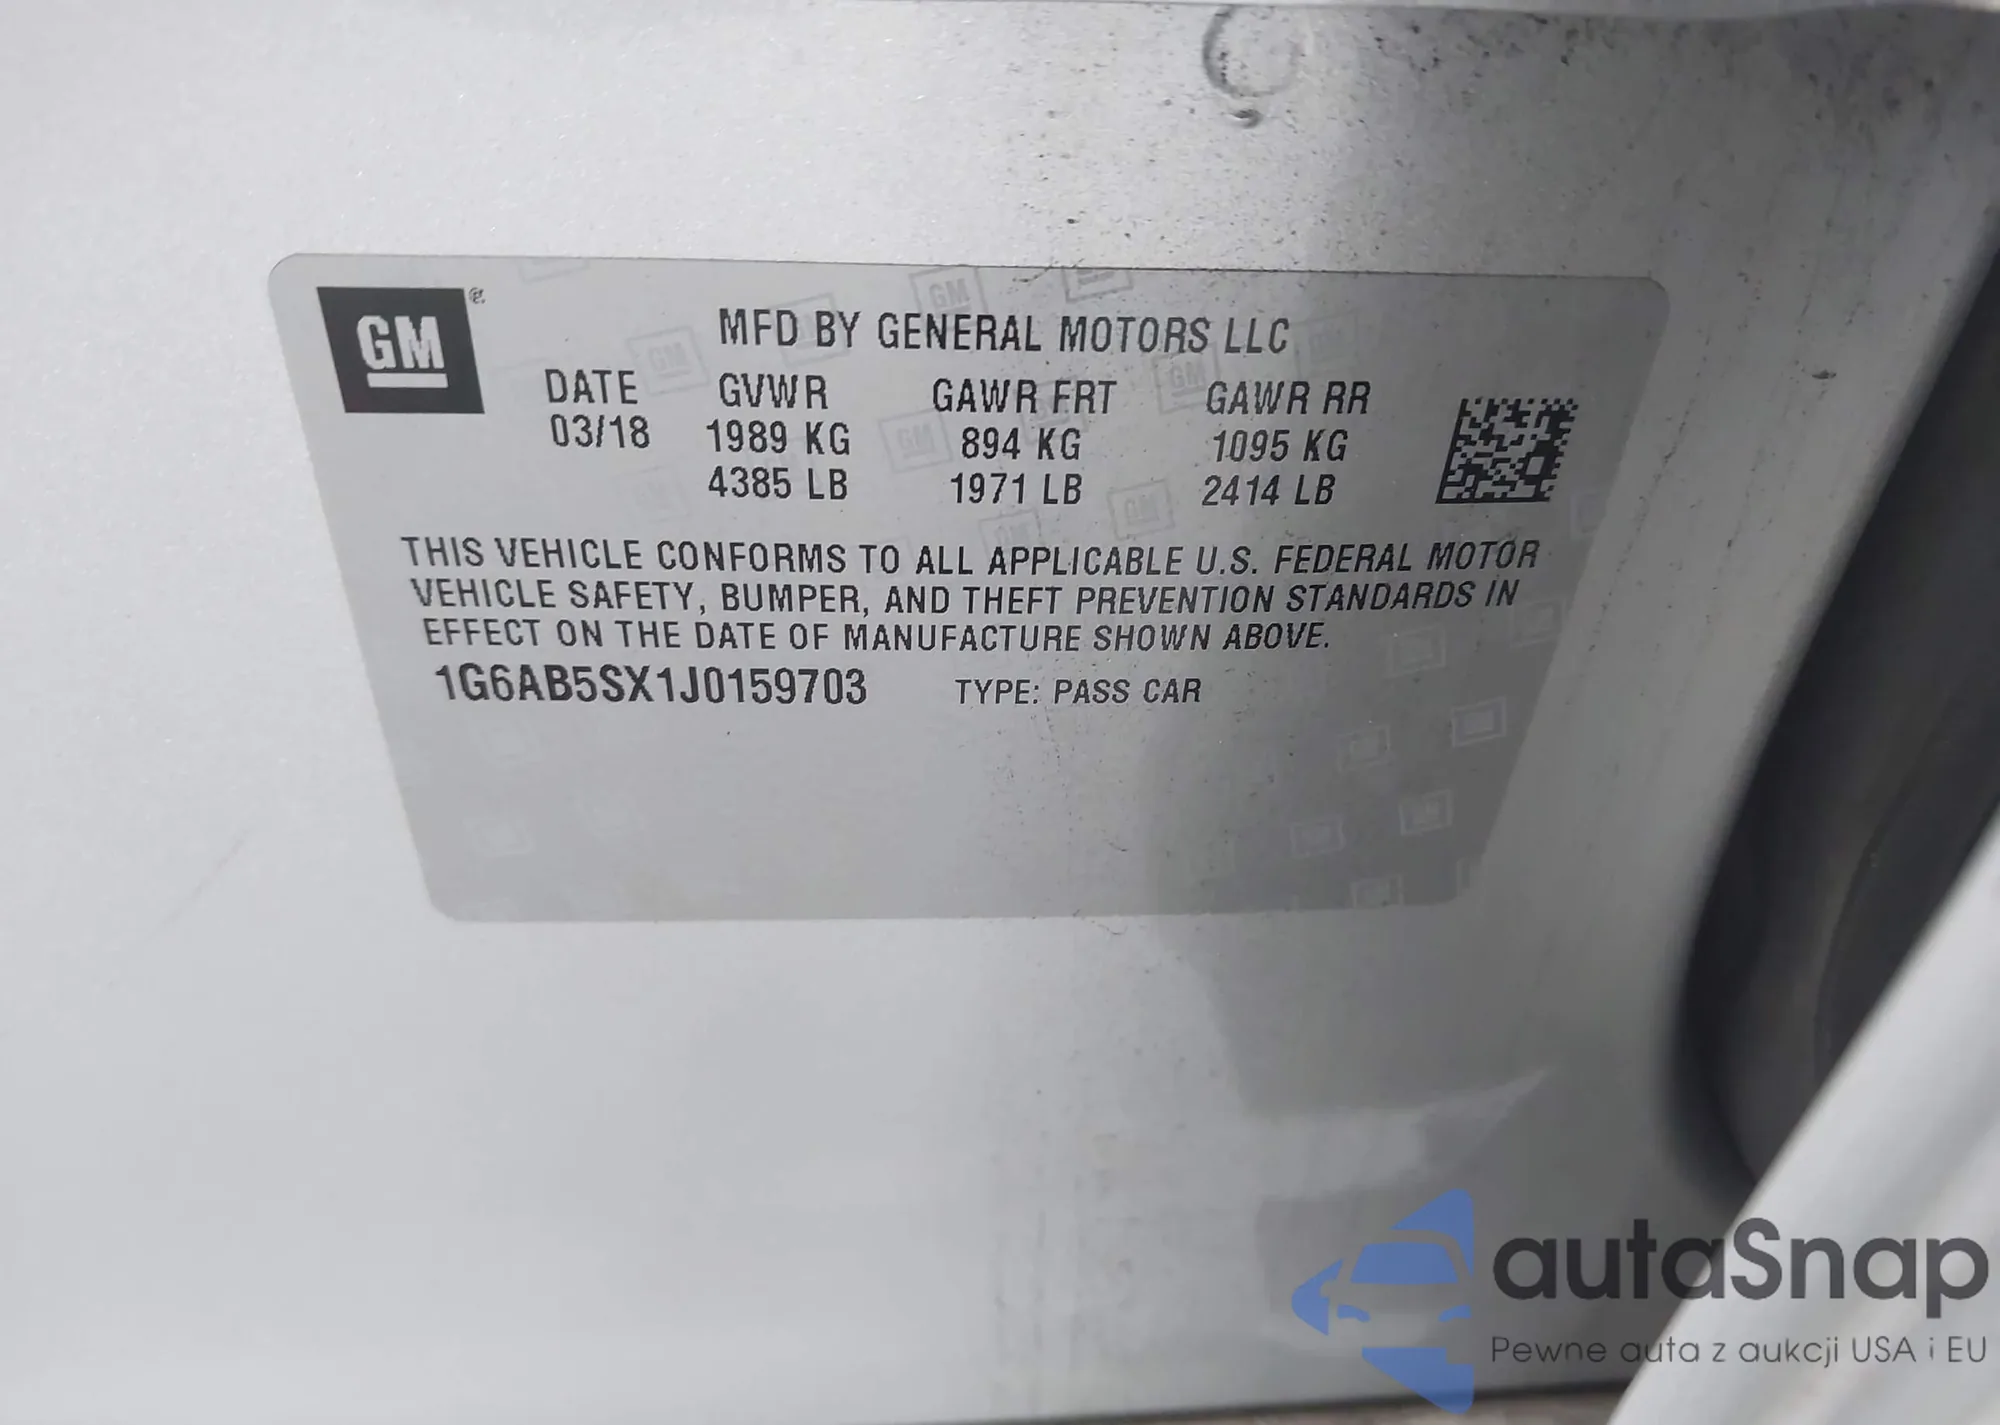 GM ®
MFD BY GENERAL MOTORS LLC
DATE GVWR GAWR FRT GAWR RR
03/18 1989 KG 894 KG 1095 KG
4385 LB 1971 LB 2414 LB
THIS VEHICLE CONFORMS TO ALL APPLICABLE U.S. FEDERAL MOTOR
VEHICLE SAFETY, BUMPER, AND THEFT PREVENTION STANDARDS IN
EFFECT ON THE DATE OF MANUFACTURE SHOWN ABOVE.
1G6AB5SX1J0159703 TYPE: PASS CAR
autaSnap
Pewne auta z aukcji USA i EU